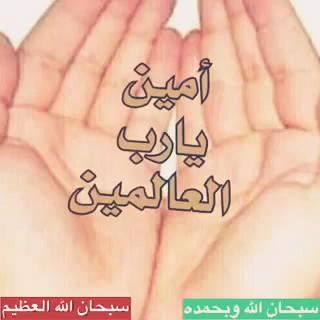 أمين
يارب
العالمين
سبحان الله وبحمده
سبحان الله العظيم